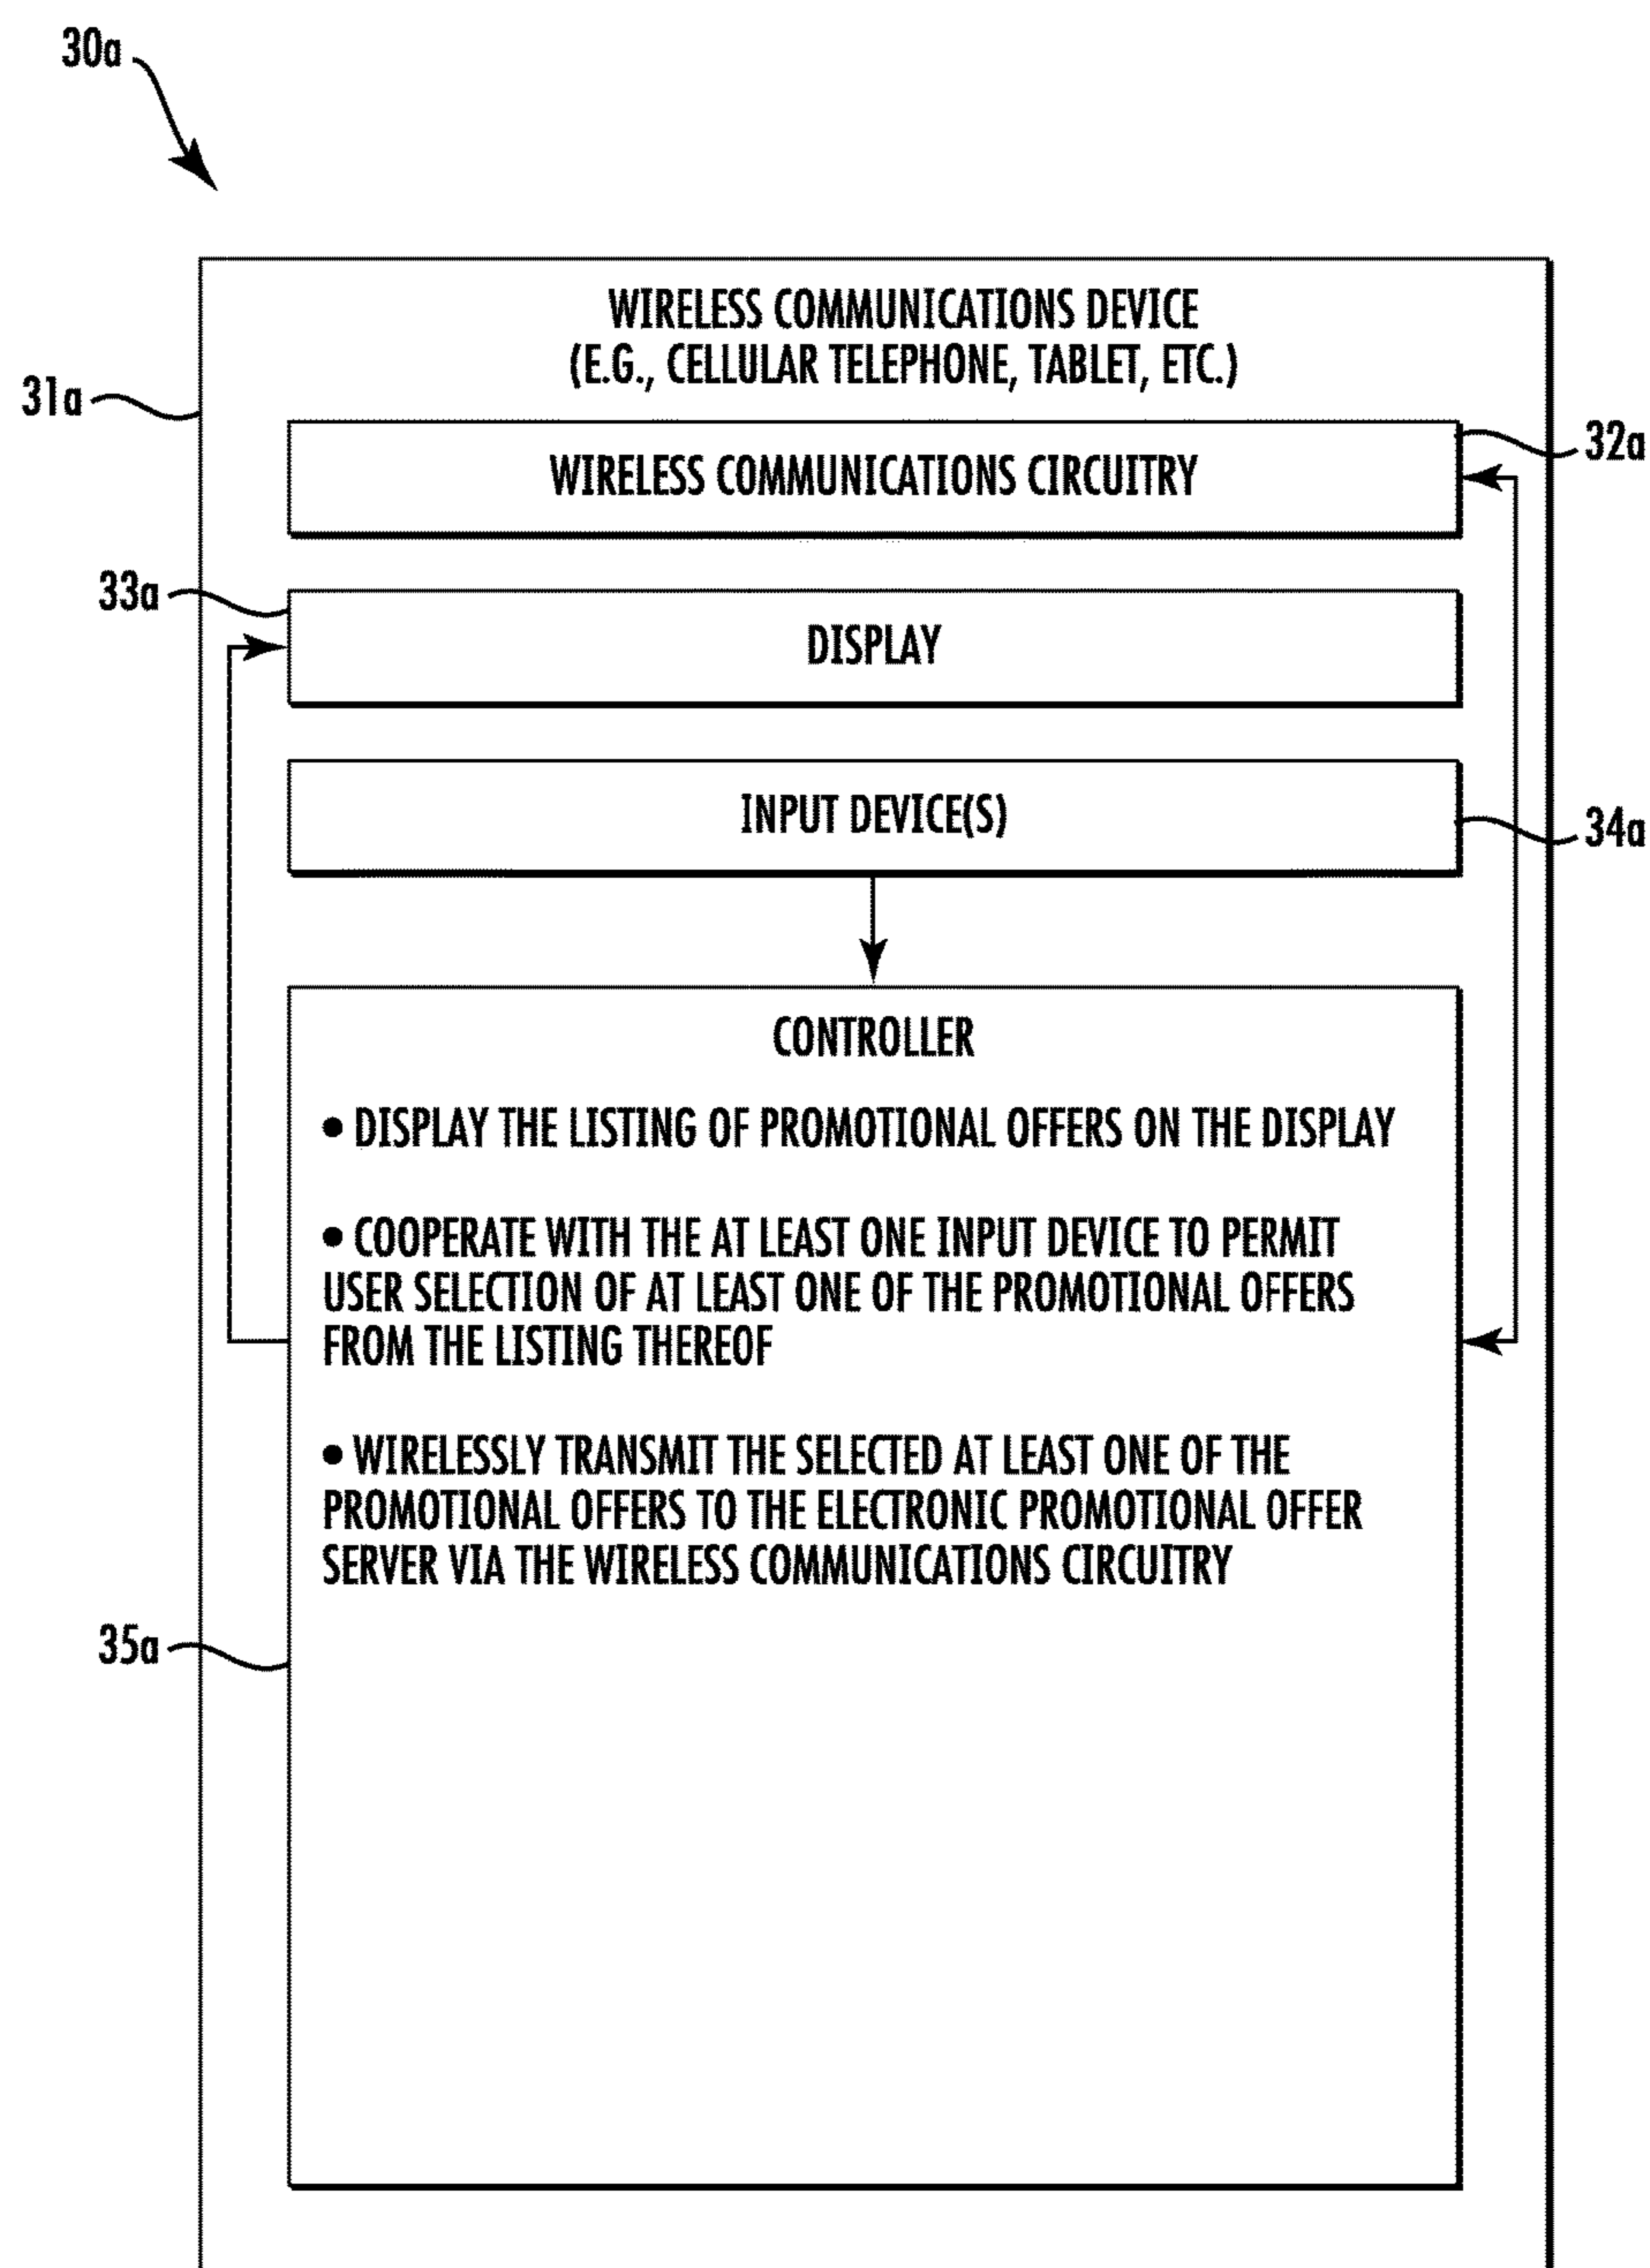 30a
WIRELESS COMMUNICATIONS DEVICE
(E.G., CELLULAR TELEPHONE, TABLET, ETC.)
31a
32a
WIRELESS COMMUNICATIONS CIRCUITRY
33a
DISPLAY
INPUT DEVICE(S)
34a
CONTROLLER
• DISPLAY THE LISTING OF PROMOTIONAL OFFERS ON THE DISPLAY
• COOPERATE WITH THE AT LEAST ONE INPUT DEVICE TO PERMIT
USER SELECTION OF AT LEAST ONE OF THE PROMOTIONAL OFFERS
FROM THE LISTING THEREOF
• WIRELESSLY TRANSMIT THE SELECTED AT LEAST ONE OF THE
PROMOTIONAL OFFERS TO THE ELECTRONIC PROMOTIONAL OFFER
SERVER VIA THE WIRELESS COMMUNICATIONS CIRCUITRY
35a